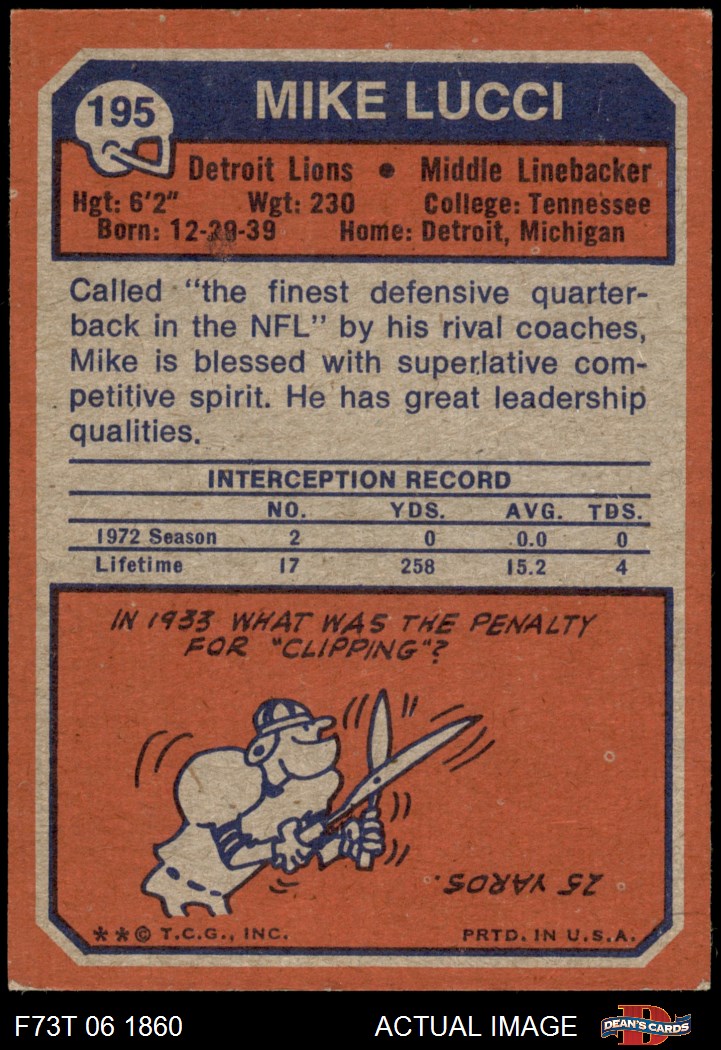 195
MIKE LUCCI
Detroit Lions • Middle Linebacker
Hgt: 6'2" Wgt: 230 College: Tennessee
Born: 12-29-39 Home: Detroit, Michigan
Called "the finest defensive quarter-
back in the NFL" by his rival coaches,
Mike is blessed with superlative com-
petitive spirit. He has great leadership
qualities.
INTERCEPTION RECORD
NO. YDS. AVG. TDS.
1972 Season 2 0 0.0 0
Lifetime 17 258 15.2 4
IN 1933 WHAT WAS THE PENALTY
FOR "CLIPPING"?
25 YARDS.
**© T.C.G., INC. PRTD. IN U.S.A.
F73T 06 1860 ACTUAL IMAGE D DEAN'S CARDS